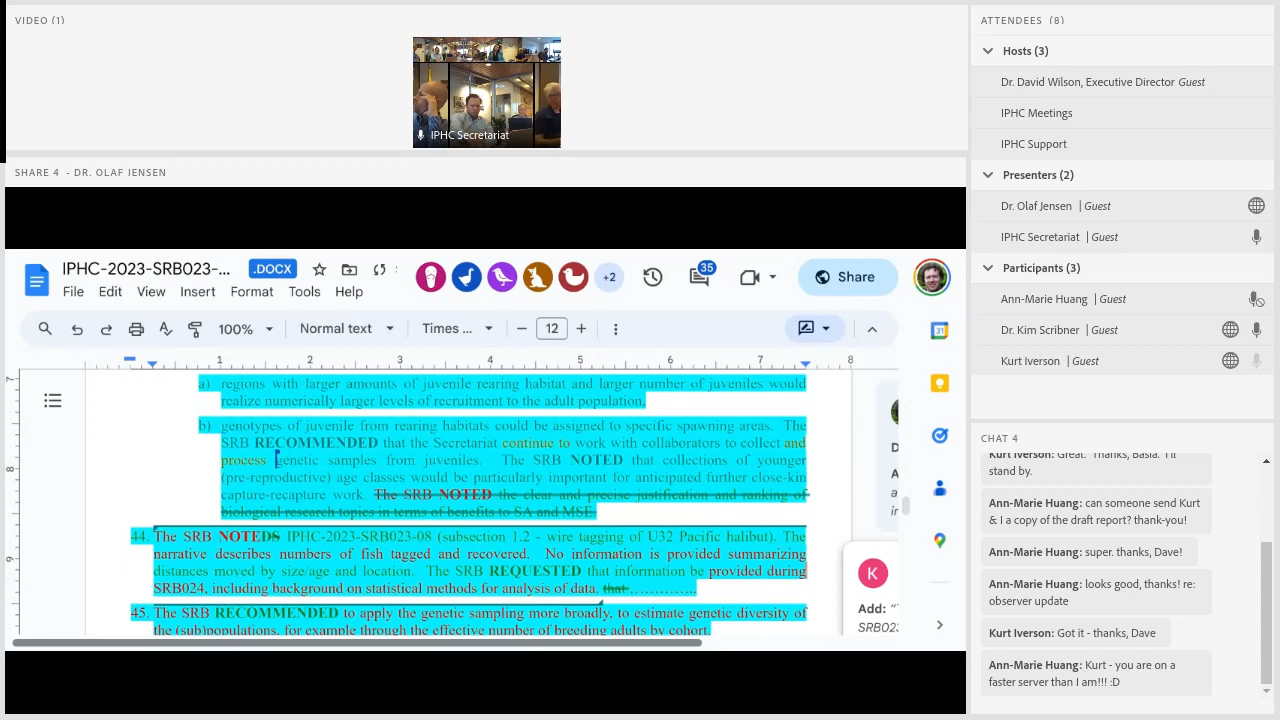 VIDEO (1)
IPHC Secretariat
SHARE 4 - DR. OLAF JENSEN
IPHC-2023-SRB023-... .DOCX
+2
35
Share
File Edit View Insert Format Tools Help
100% Normal text Times ... 12
1 2 3 4 5 6 7 8
7
8
9
a) regions with larger amounts of juvenile rearing habitat and larger number of juveniles would
realize numerically larger levels of recruitment to the adult population.
b) genotypes of juvenile from rearing habitats could be assigned to specific spawning areas. The
SRB RECOMMENDED that the Secretariat continue to work with collaborators to collect and
process genetic samples from juveniles. The SRB NOTED that collections of younger
(pre-reproductive) age classes would be particularly important for anticipated further close-kin
capture-recapture work. The SRB NOTED the clear and precise justification and ranking of
biological research topics in terms of benefits to SA and MSE.
44. The SRB NOTEDS IPHC-2023-SRB023-08 (subsection 1.2 - wire tagging of U32 Pacific halibut). The
narrative describes numbers of fish tagged and recovered. No information is provided summarizing
distances moved by size/age and location. The SRB REQUESTED that information be provided during
SRB024, including background on statistical methods for analysis of data. that…………..
45. The SRB RECOMMENDED to apply the genetic sampling more broadly, to estimate genetic diversity of
the (sub)populations, for example through the effective number of breeding adults by cohort.
D
A
a
in
K
Add: “
SRB02
31
ATTENDEES (8)
Hosts (3)
Dr. David Wilson, Executive Director Guest
IPHC Meetings
IPHC Support
Presenters (2)
Dr. Olaf Jensen | Guest
IPHC Secretariat | Guest
Participants (3)
Ann-Marie Huang | Guest
Dr. Kim Scribner | Guest
Kurt Iverson | Guest
CHAT 4
Kurt Iverson: Great. Thanks, Basia. I'll
stand by.
Ann-Marie Huang: can someone send Kurt
& I a copy of the draft report? thank-you!
Ann-Marie Huang: super. thanks, Dave!
Ann-Marie Huang: looks good, thanks! re:
observer update
Kurt Iverson: Got it - thanks, Dave
Ann-Marie Huang: Kurt - you are on a
faster server than I am!!! :D